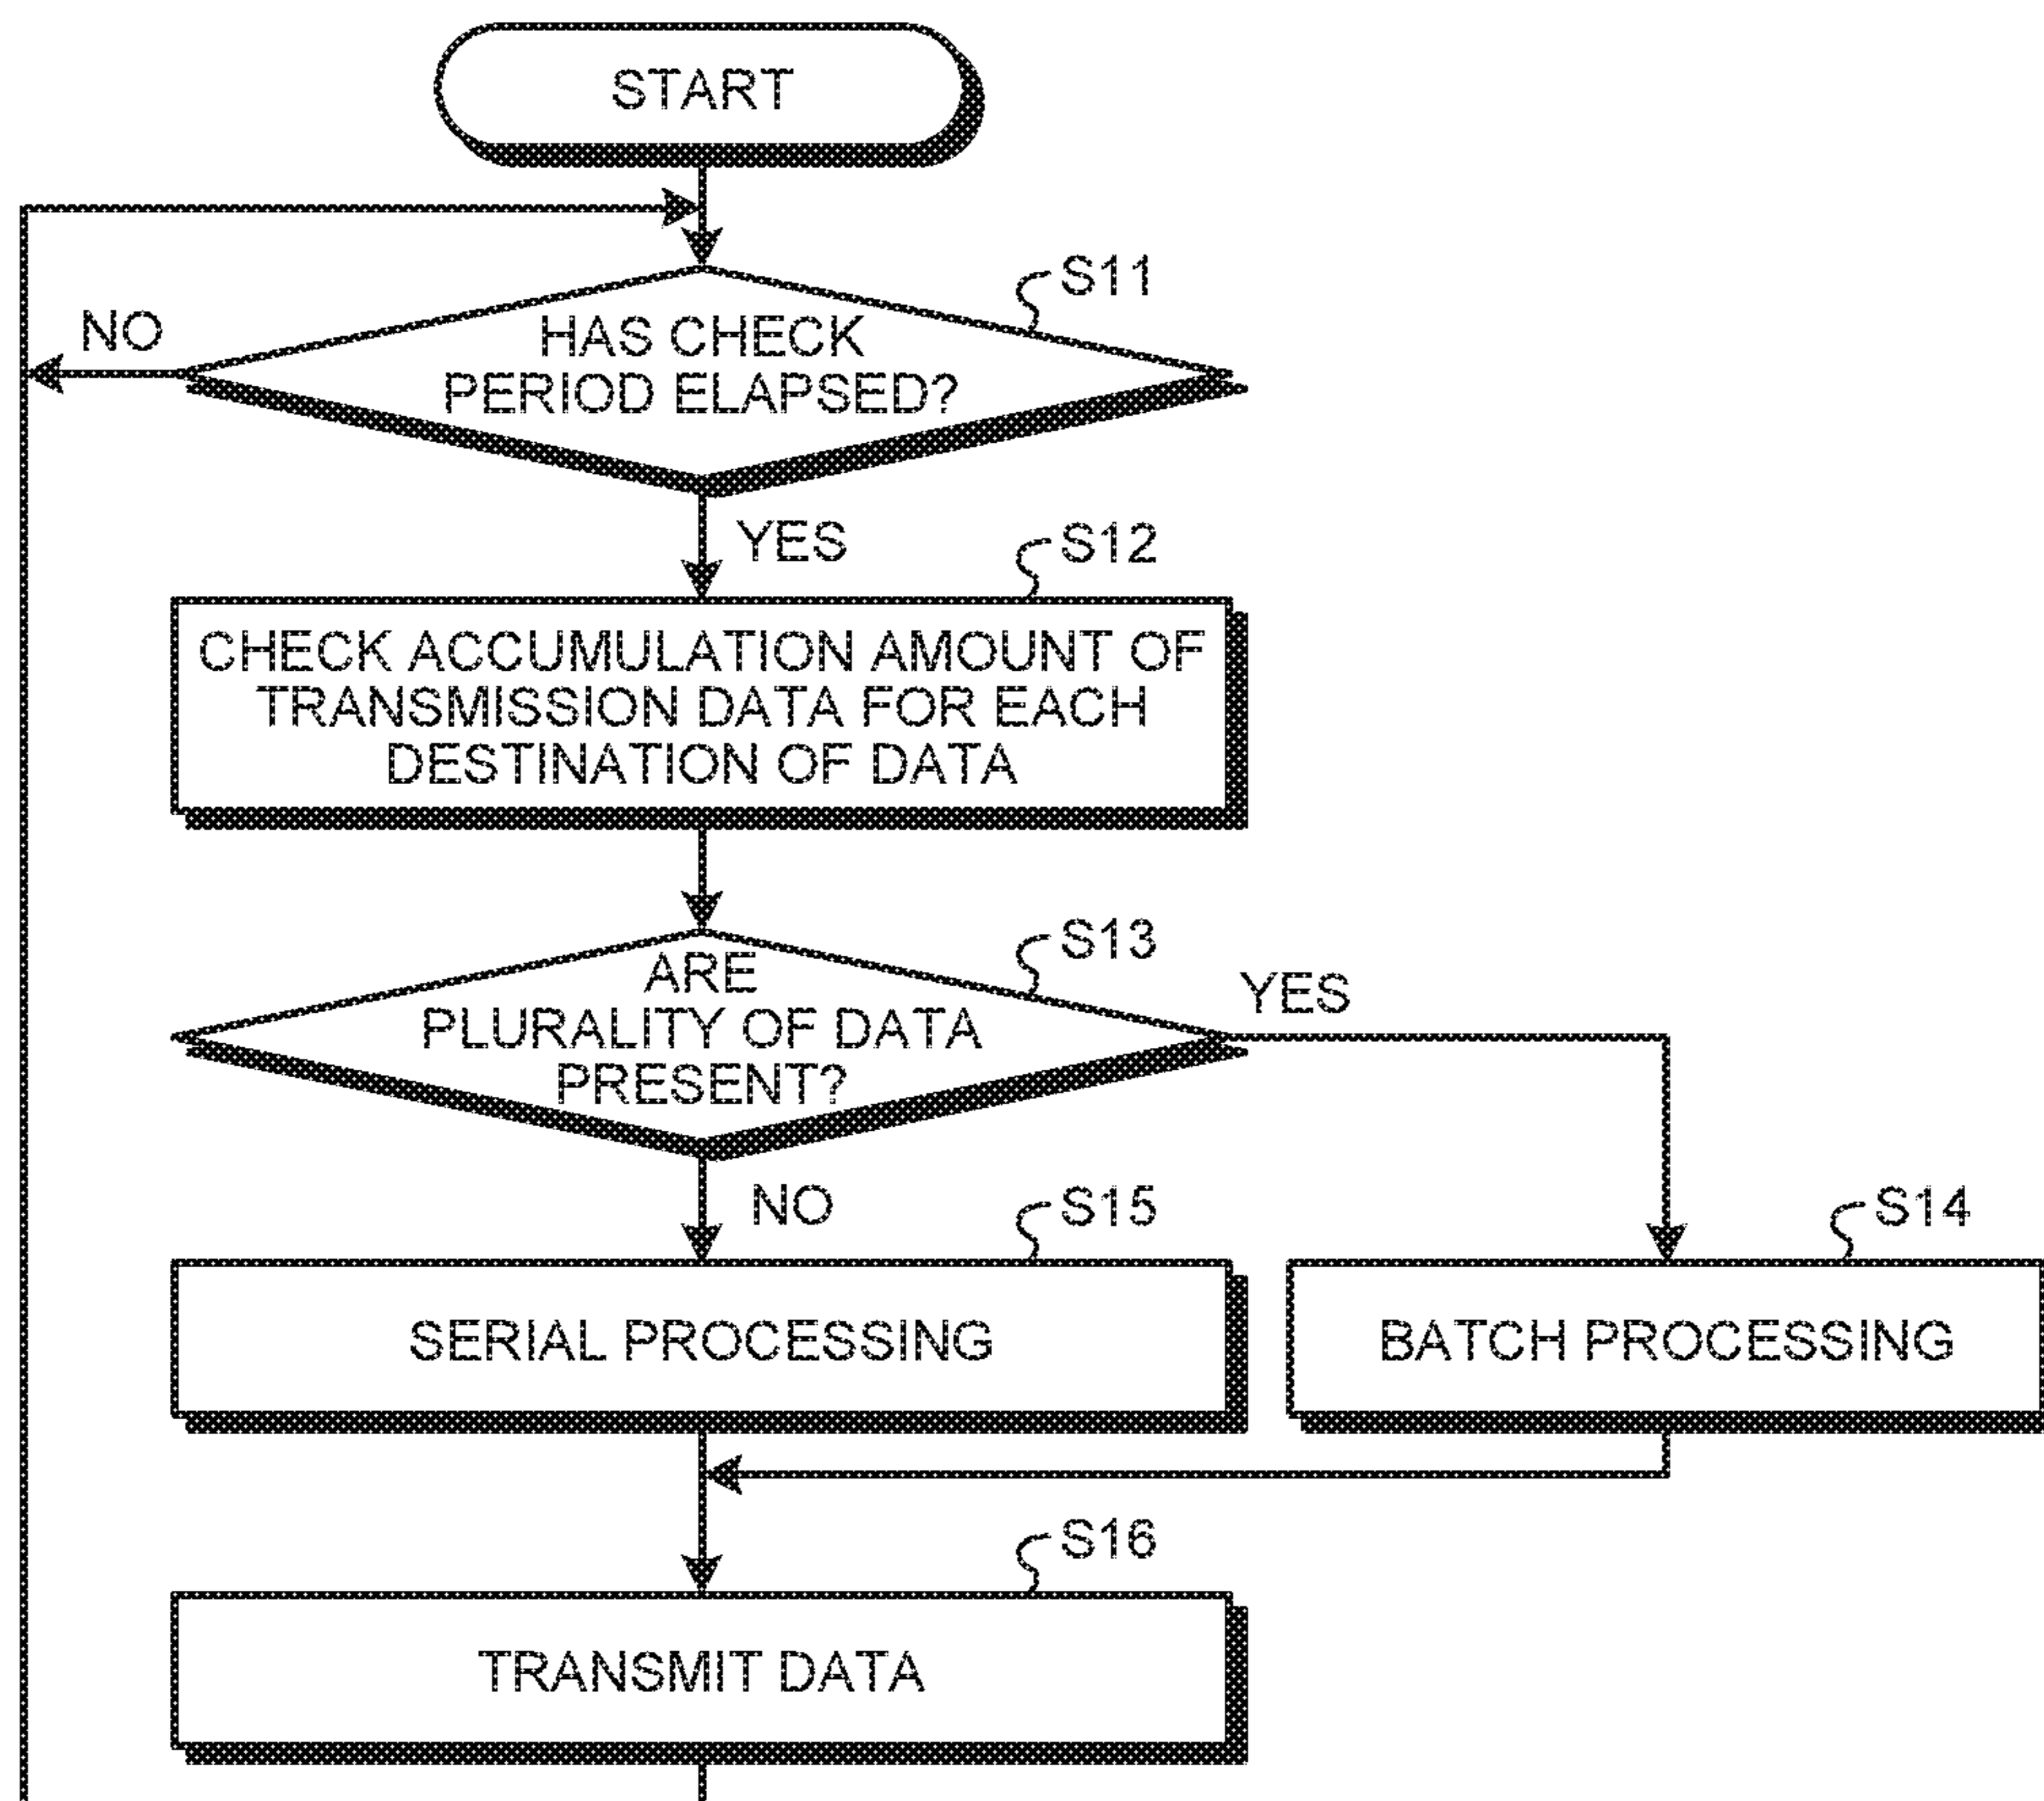 START
S11
NO
HAS CHECK
PERIOD ELAPSED?
YES
S12
CHECK ACCUMULATION AMOUNT OF
TRANSMISSION DATA FOR EACH
DESTINATION OF DATA
S13
ARE
PLURALITY OF DATA
PRESENT?
YES
NO
S15
S14
SERIAL PROCESSING
BATCH PROCESSING
S16
TRANSMIT DATA